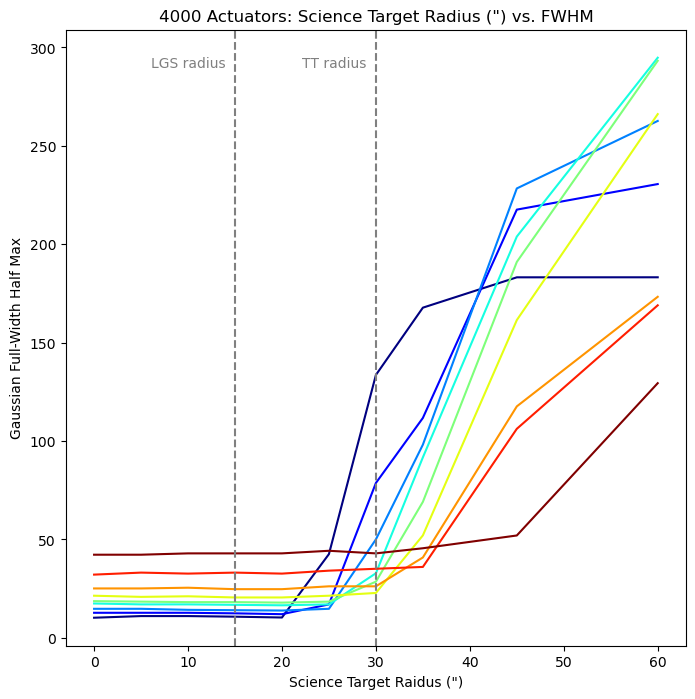 4000 Actuators: Science Target Radius (") vs. FWHM
300
LGS radius
TT radius
250
200
150
100
50
0
Gaussian Full-Width Half Max
0 10 20 30 40 50 60
Science Target Raidus (")